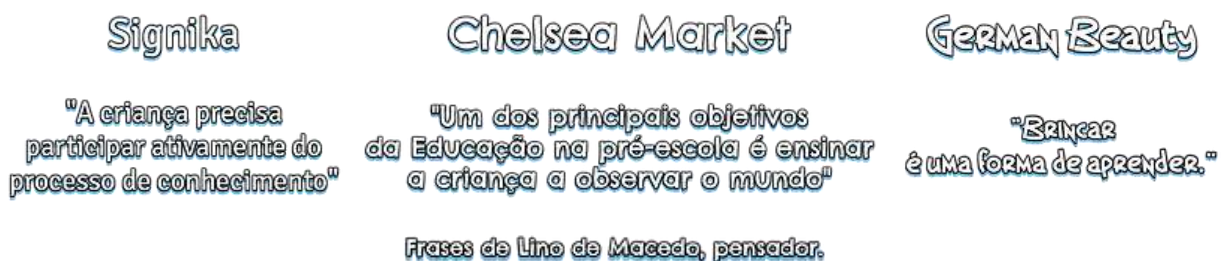 Signika
"A criança precisa
participar ativamente do
processo de conhecimento"
Chelsea Market
"Um dos principais objetivos
da Educação na pré-escola é ensinar
a criança a observar o mundo"
German Beauty
"Brincar
é uma forma de aprender."
Frases de Lino de Macedo, pensador.